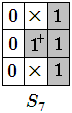 0 × 1
0 1⁺ 1
0 × 1
S₇